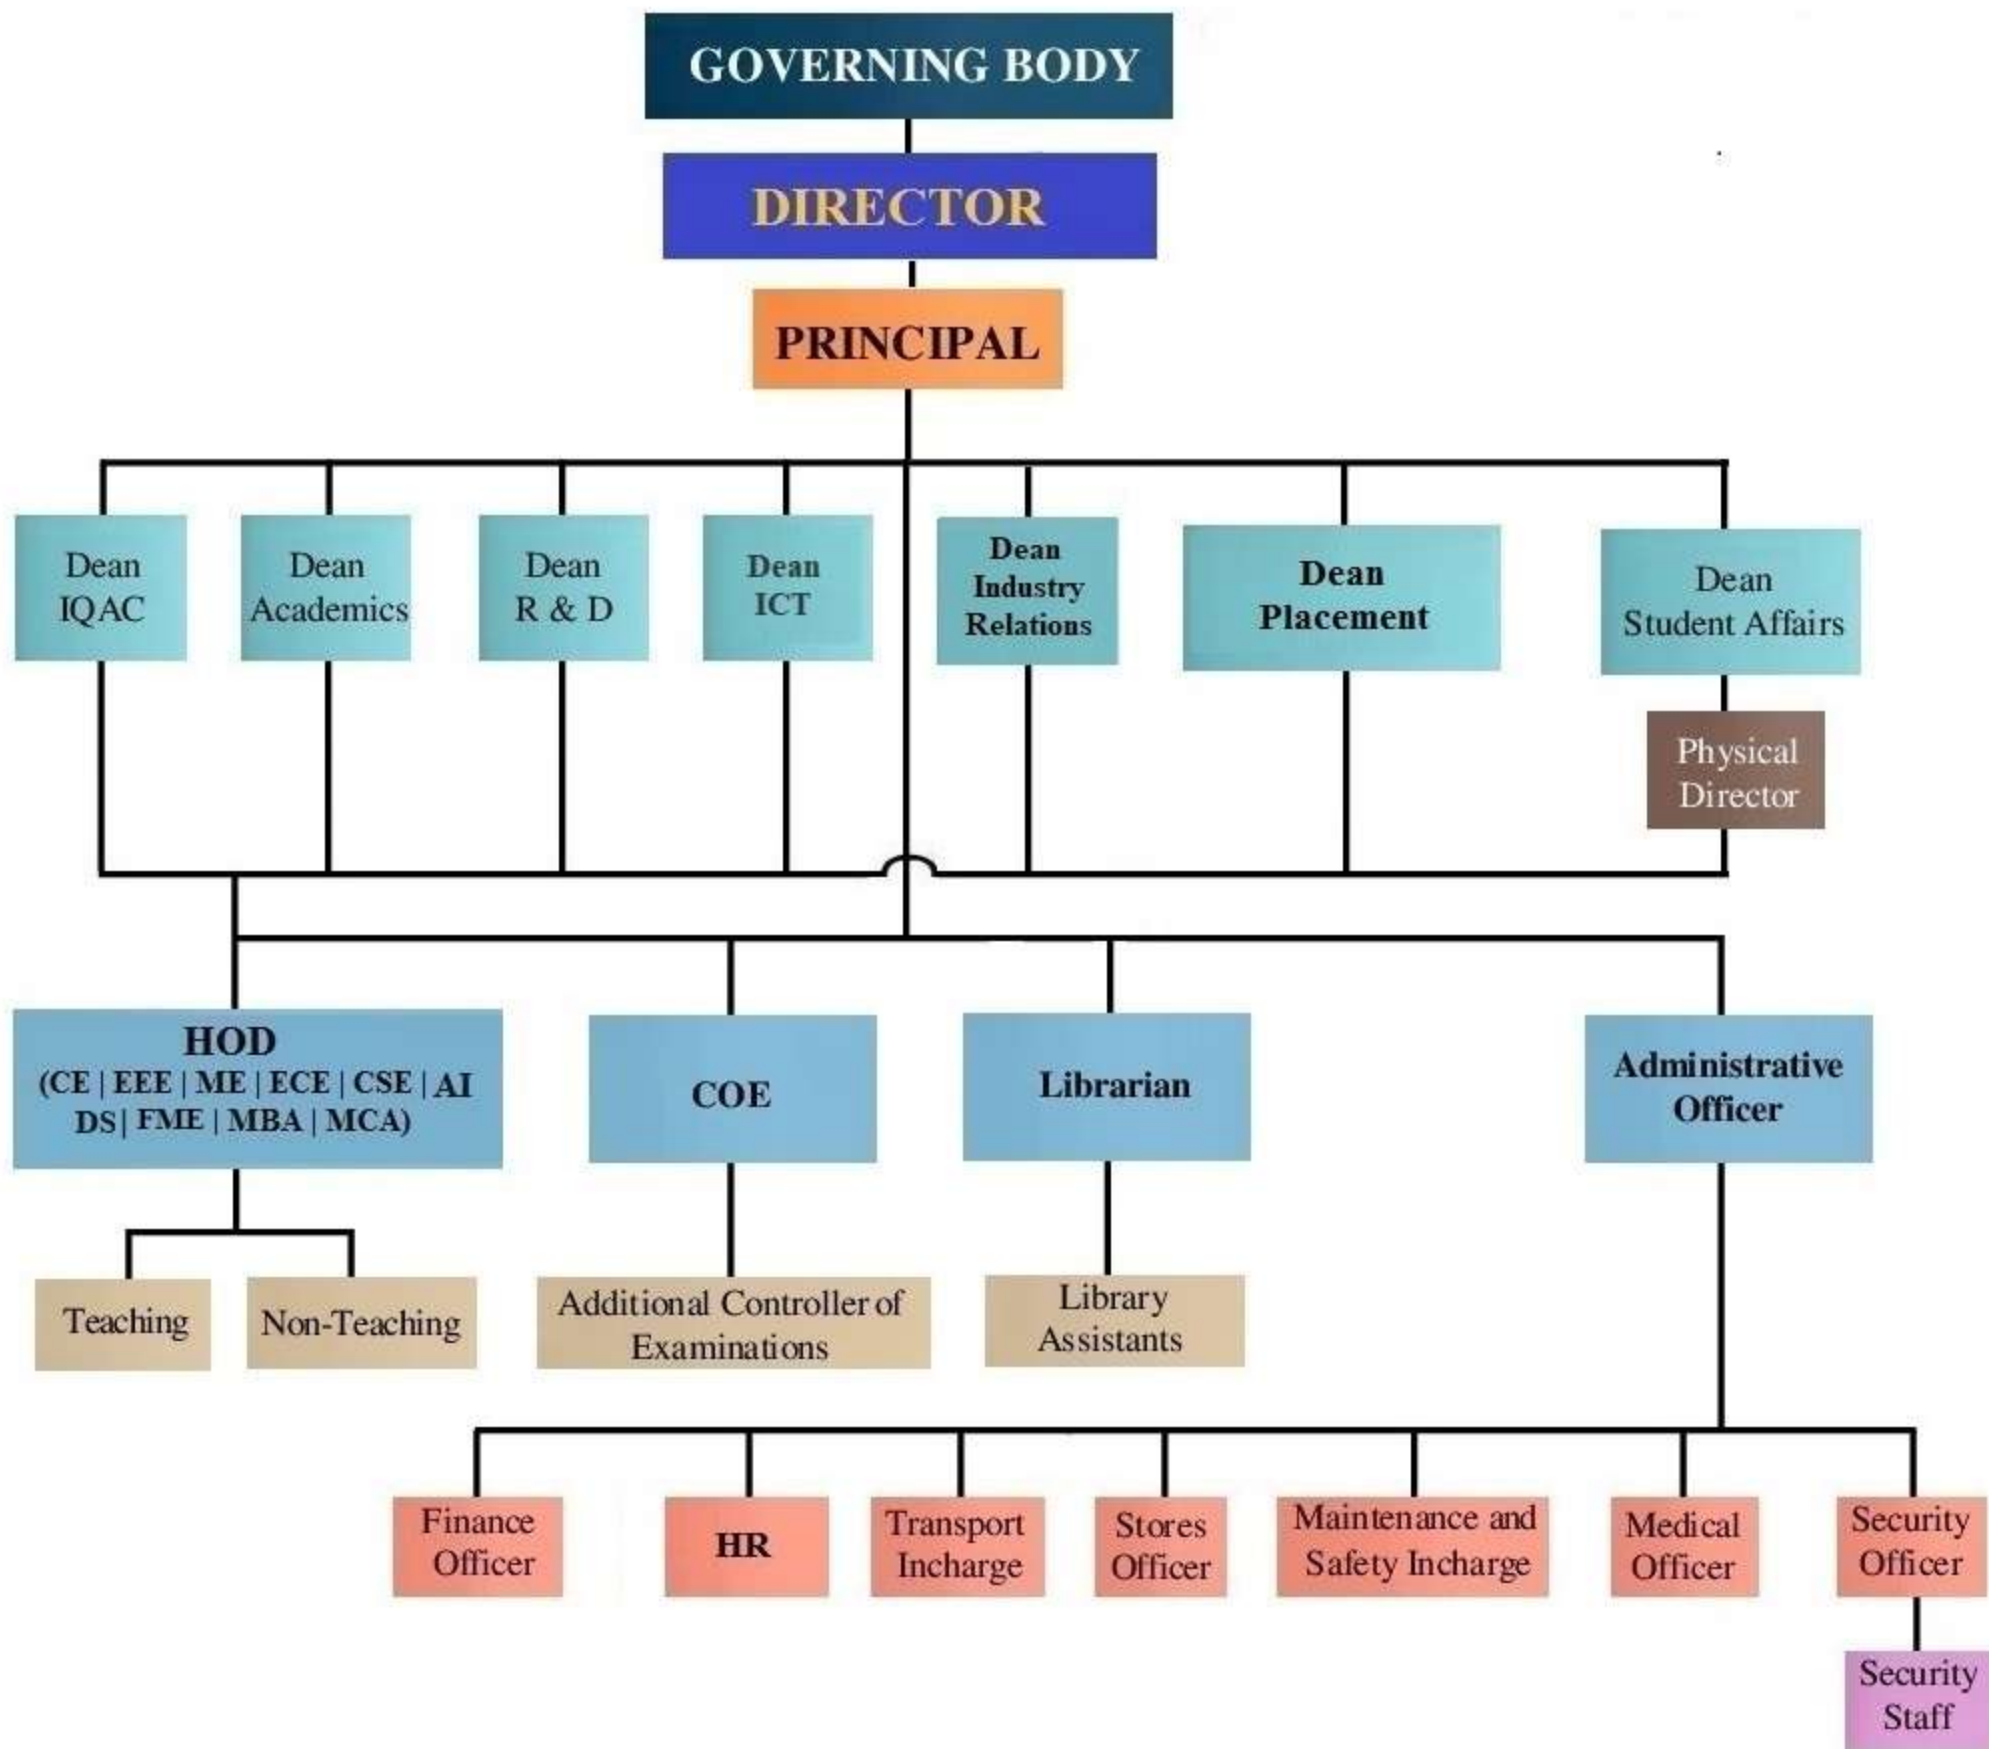 GOVERNING BODY
DIRECTOR
PRINCIPAL
Dean
IQAC
Dean
Academics
Dean
R & D
Dean
ICT
Dean
Industry
Relations
Dean
Placement
Dean
Student Affairs
Physical
Director
HOD
(CE | EEE | ME | ECE | CSE | AI
DS | FME | MBA | MCA)
COE
Librarian
Administrative
Officer
Teaching
Non-Teaching
Additional Controller of
Examinations
Library
Assistants
Finance
Officer
HR
Transport
Incharge
Stores
Officer
Maintenance and
Safety Incharge
Medical
Officer
Security
Officer
Security
Staff